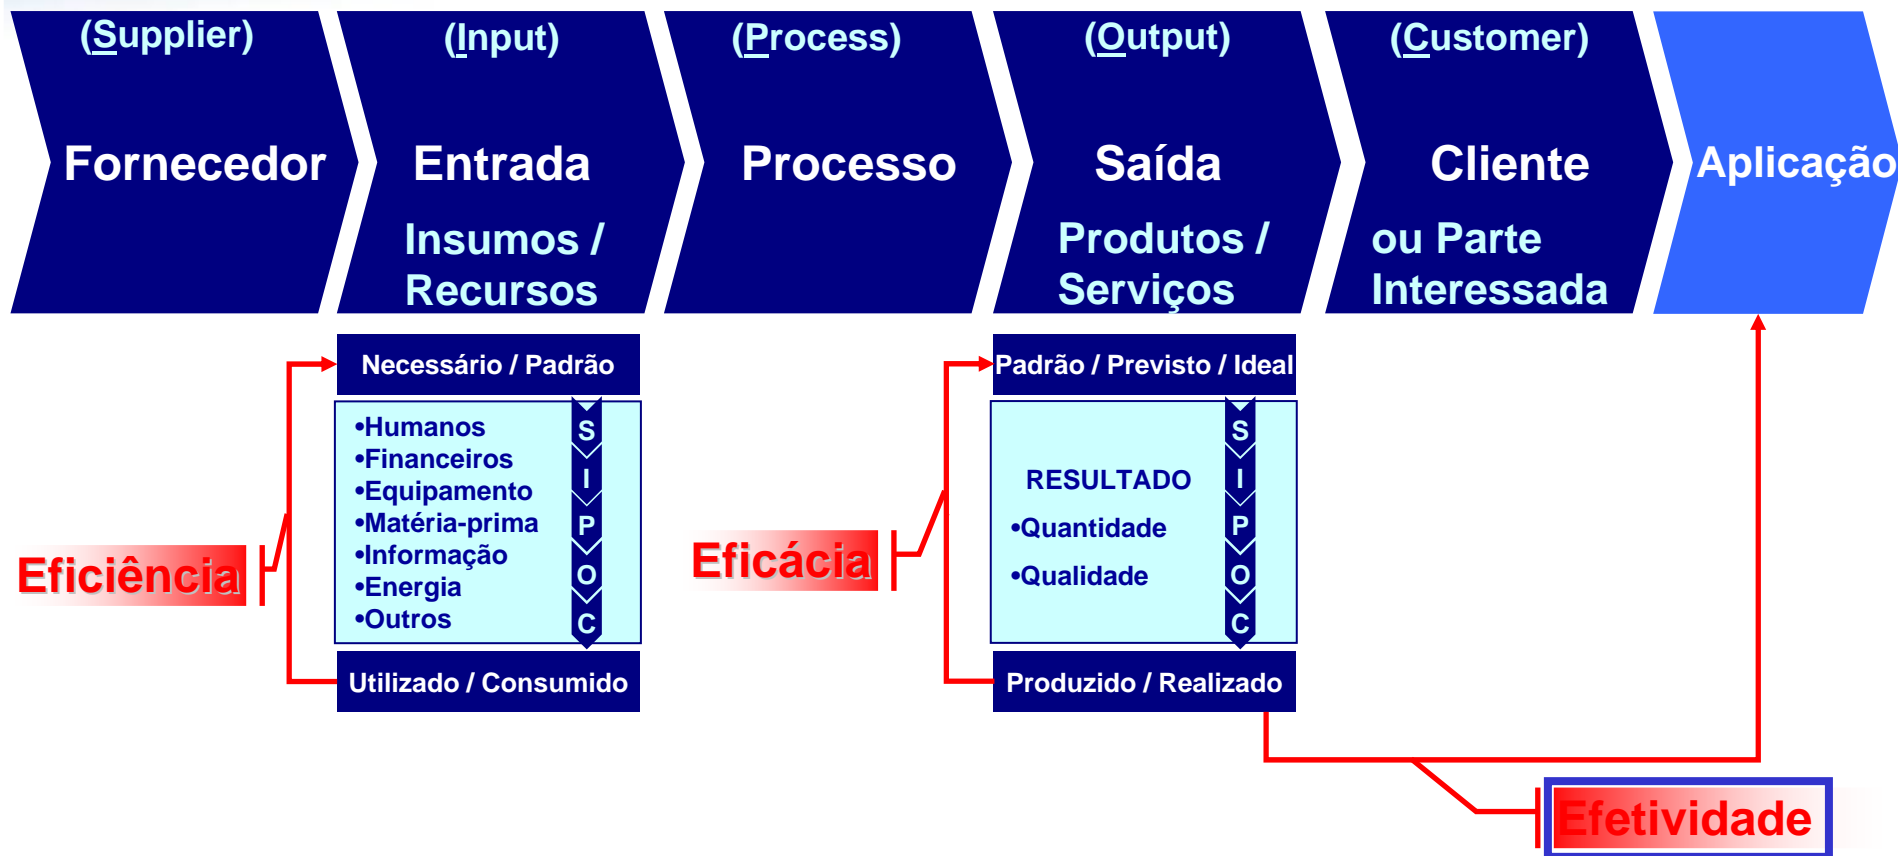 (Supplier)
Fornecedor
(Input)
Entrada
Insumos /
Recursos
(Process)
Processo
(Output)
Saída
Produtos /
Serviços
(Customer)
Cliente
ou Parte
Interessada
Aplicação
Eficiência
Necessário / Padrão
•Humanos
•Financeiros
•Equipamento
•Matéria-prima
•Informação
•Energia
•Outros
S
I
P
O
C
Utilizado / Consumido
Eficácia
Padrão / Previsto / Ideal
RESULTADO
•Quantidade
•Qualidade
S
I
P
O
C
Produzido / Realizado
Efetividade